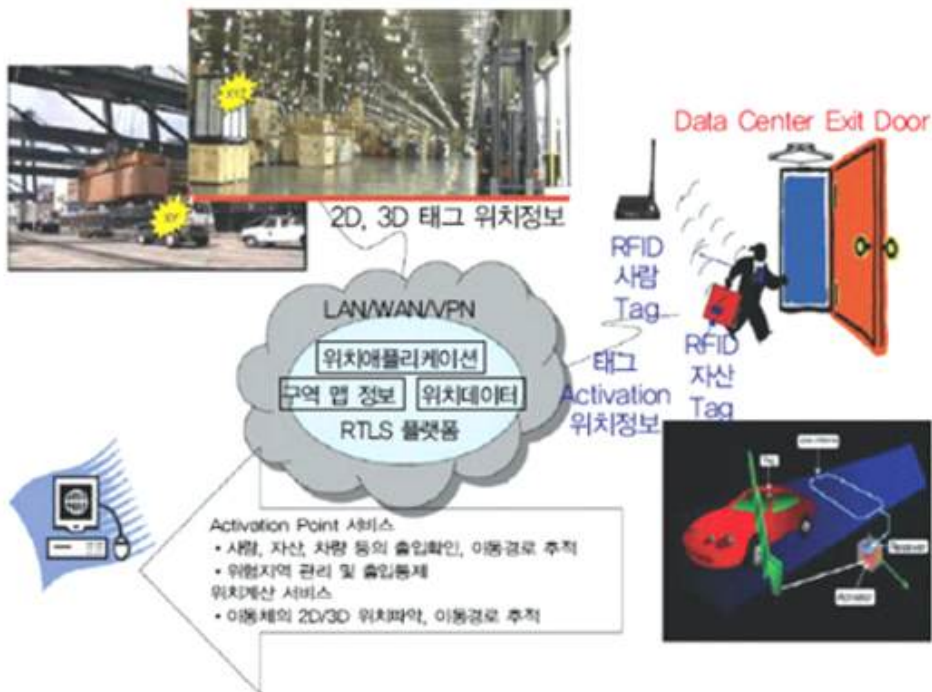 XYZ
XY
Data Center Exit Door
2D, 3D 태그 위치정보
RFID
사람
Tag
LAN/WAN/VPN
위치애플리케이션
구역 맵 정보
위치데이터
RTLS 플랫폼
태그
Activation
위치정보
RFID
자산
Tag
Activation Point 서비스
• 사람, 자산, 차량 등의 출입확인, 이동경로 추적
• 위험지역 관리 및 출입통제
위치계산 서비스
• 이동체의 2D/3D 위치파악, 이동경로 추적
Tag
Receiver
Activator